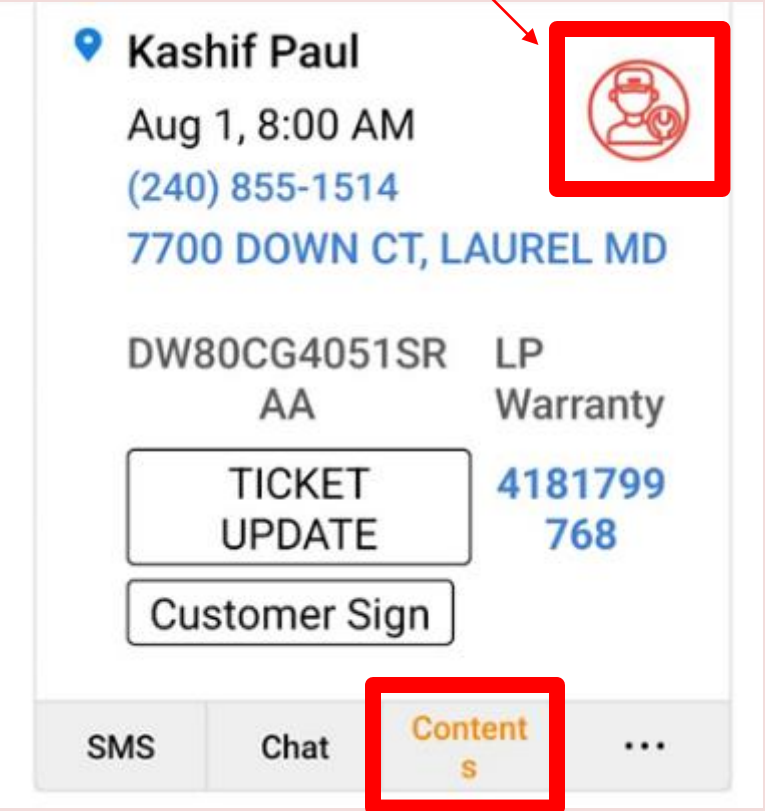 Kashif Paul
Aug 1, 8:00 AM
(240) 855-1514
7700 DOWN CT, LAUREL MD
DW80CG4051SR
AA
LP
Warranty
TICKET
UPDATE
4181799
768
Customer Sign
SMS
Chat
Content
s
...